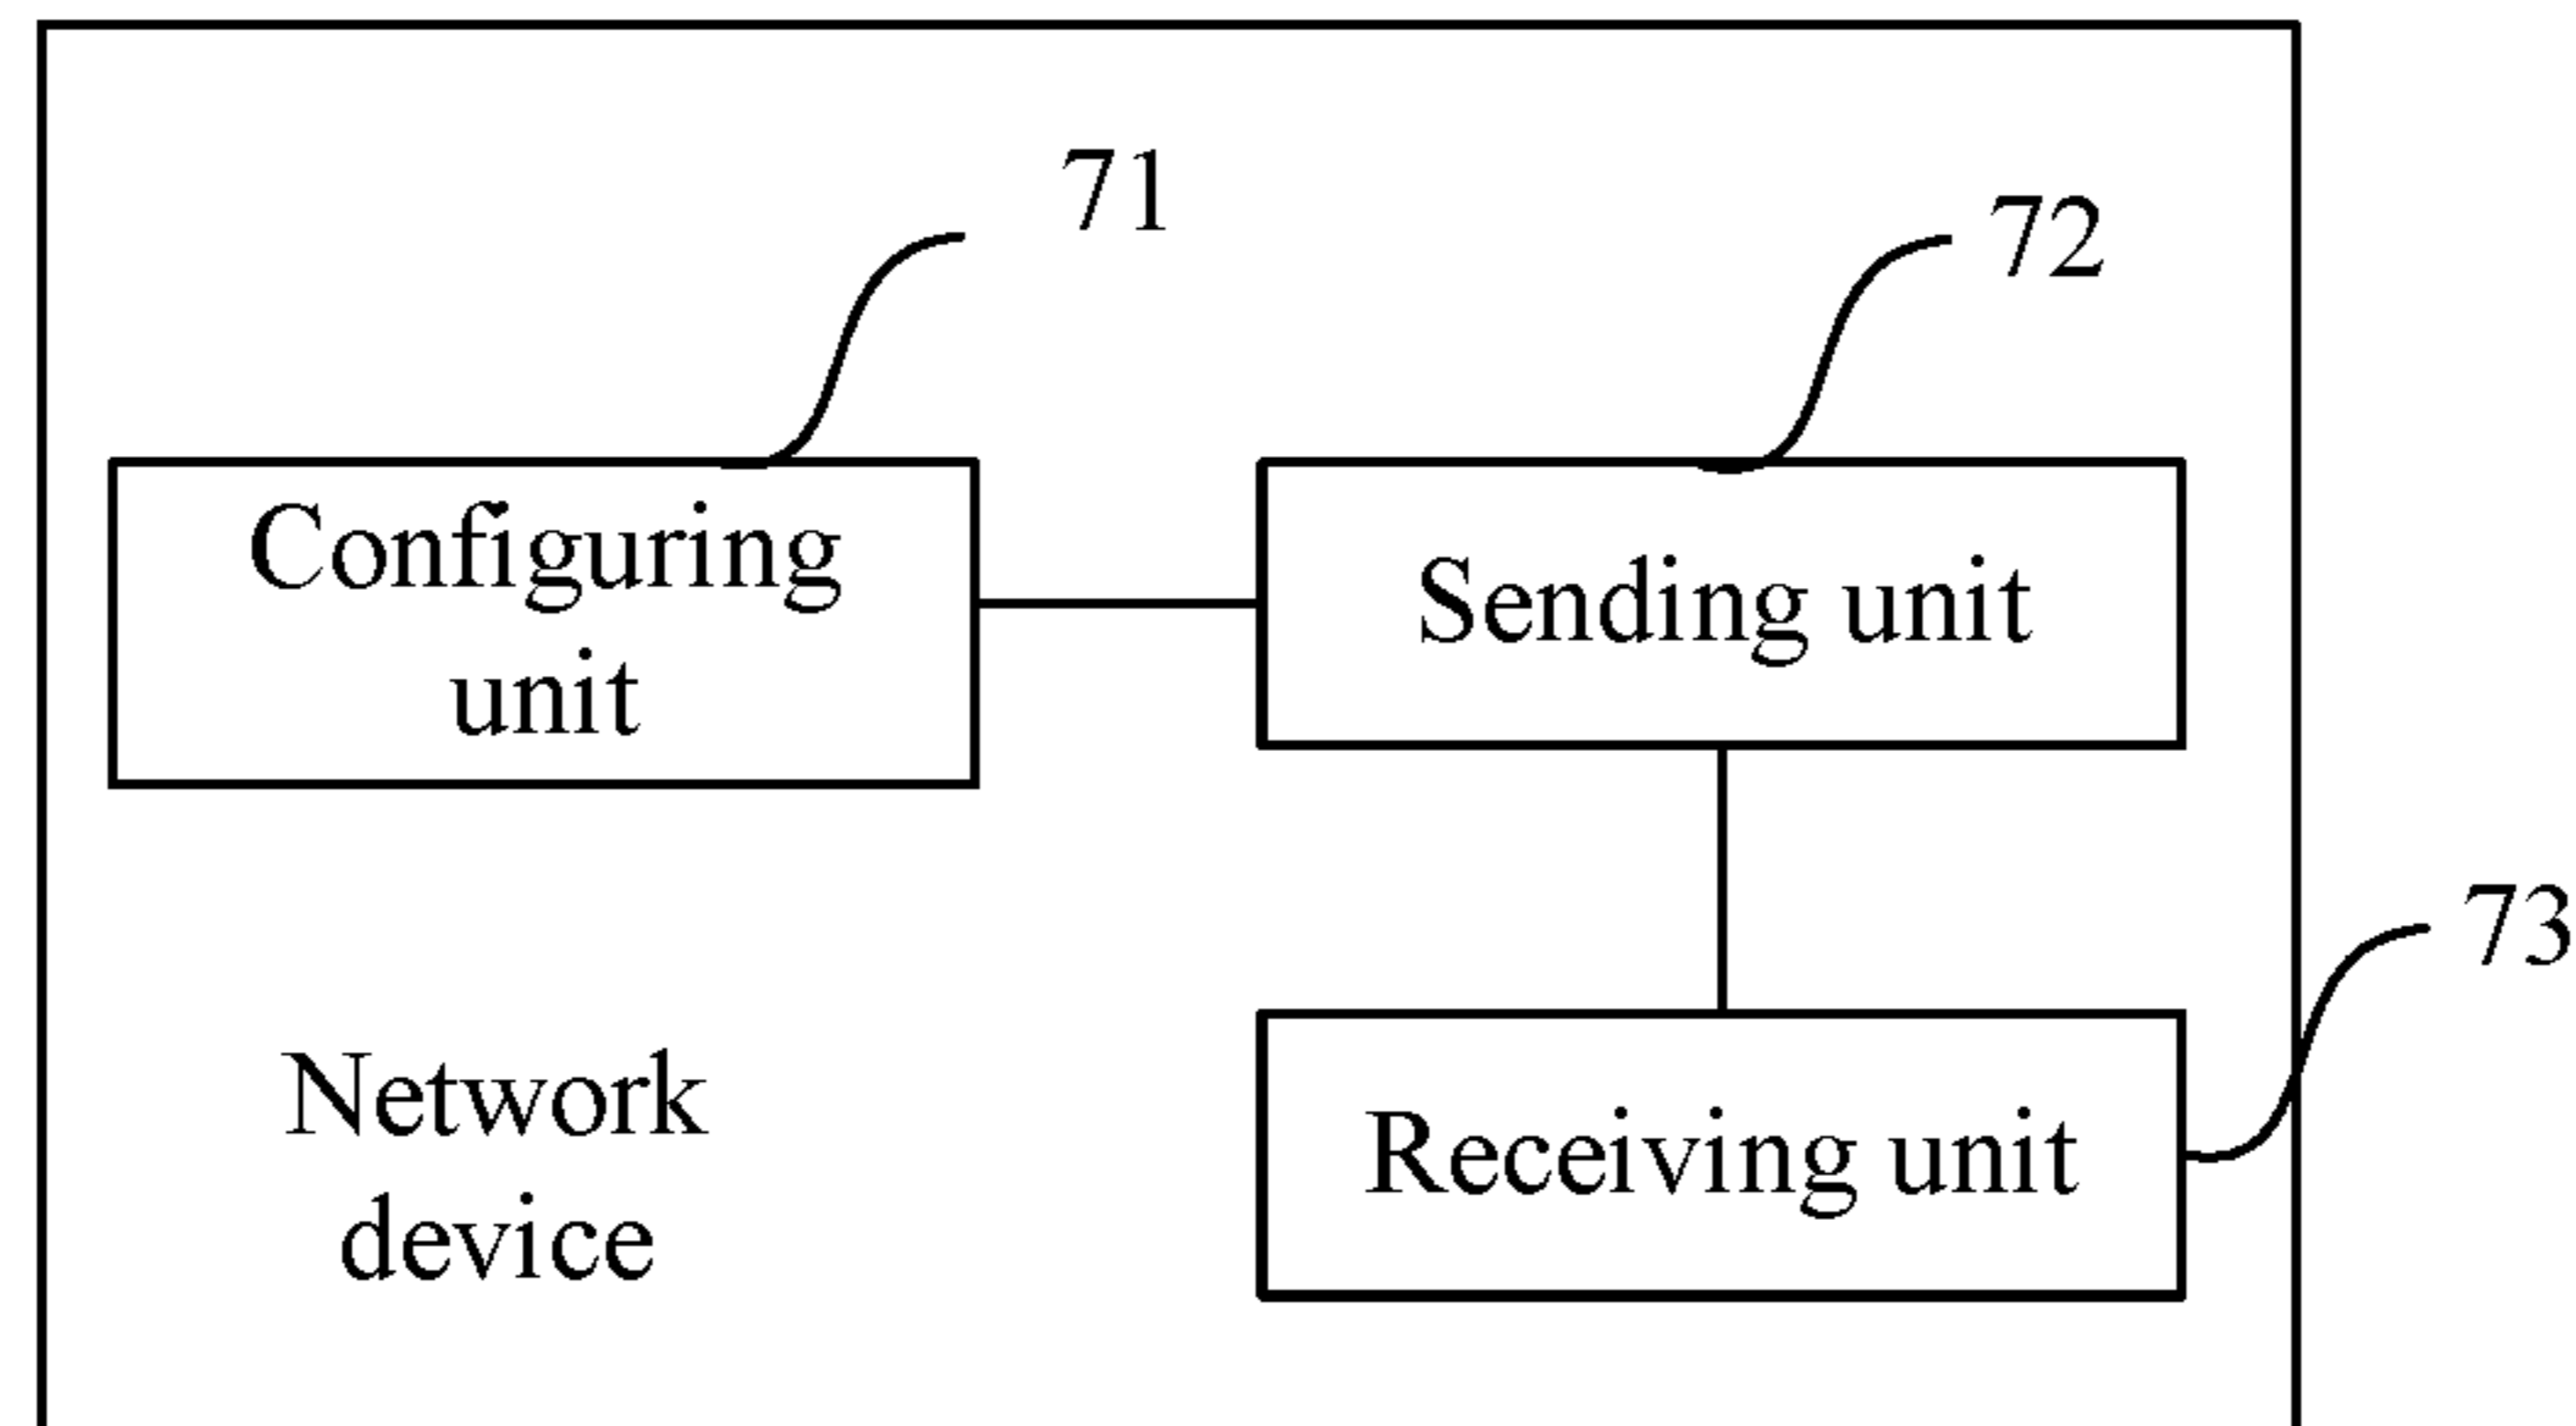 71
72
Configuring
unit
Sending unit
73
Network
device
Receiving unit